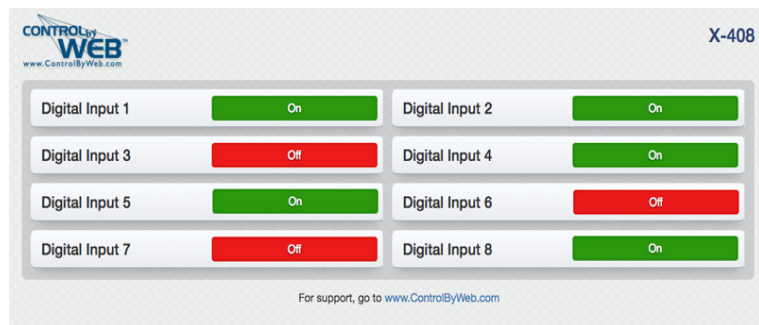 CONTROLby
WEB™
www.ControlByWeb.com
X-408
Digital Input 1 On Digital Input 2 On
Digital Input 3 Off Digital Input 4 On
Digital Input 5 On Digital Input 6 Off
Digital Input 7 Off Digital Input 8 On
For support, go to www.ControlByWeb.com